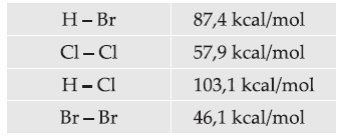 H – Br 87,4 kcal/mol
Cl – Cl 57,9 kcal/mol
H – Cl 103,1 kcal/mol
Br – Br 46,1 kcal/mol